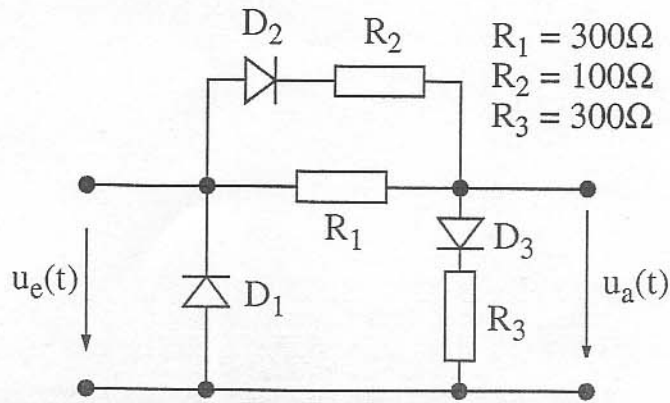 D₂
R₂
R₁ = 300Ω
R₂ = 100Ω
R₃ = 300Ω
R₁
D₃
uₑ(t)
D₁
R₃
uₐ(t)